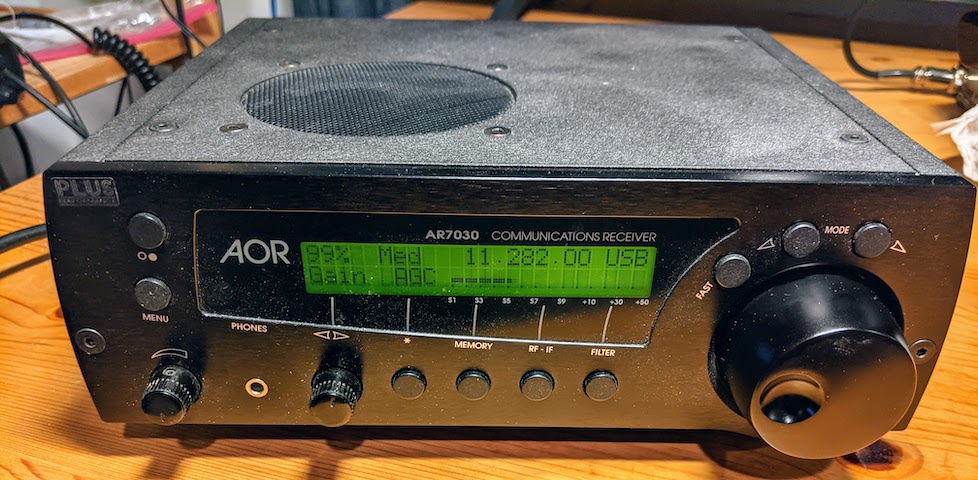 PLUS
PERFORMANCE
AOR
AR7030 COMMUNICATIONS RECEIVER
99% Med 11.282.00 USB
Gain AGC
S1 S3 S5 S7 S9 +10 +30 +50
MODE
FAST
MENU
PHONES
*
MEMORY
RF - IF
FILTER